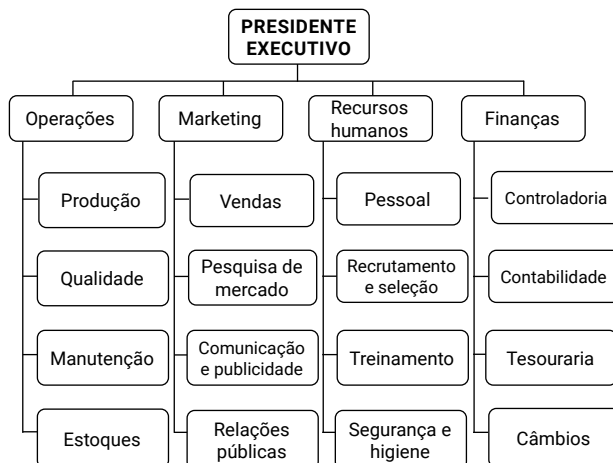 PRESIDENTE
EXECUTIVO
Operações
Marketing
Recursos
humanos
Finanças
Produção
Vendas
Pessoal
Controladoria
Qualidade
Pesquisa de
mercado
Recrutamento
e seleção
Contabilidade
Manutenção
Comunicação
e publicidade
Treinamento
Tesouraria
Estoques
Relações
públicas
Segurança e
higiene
Câmbios